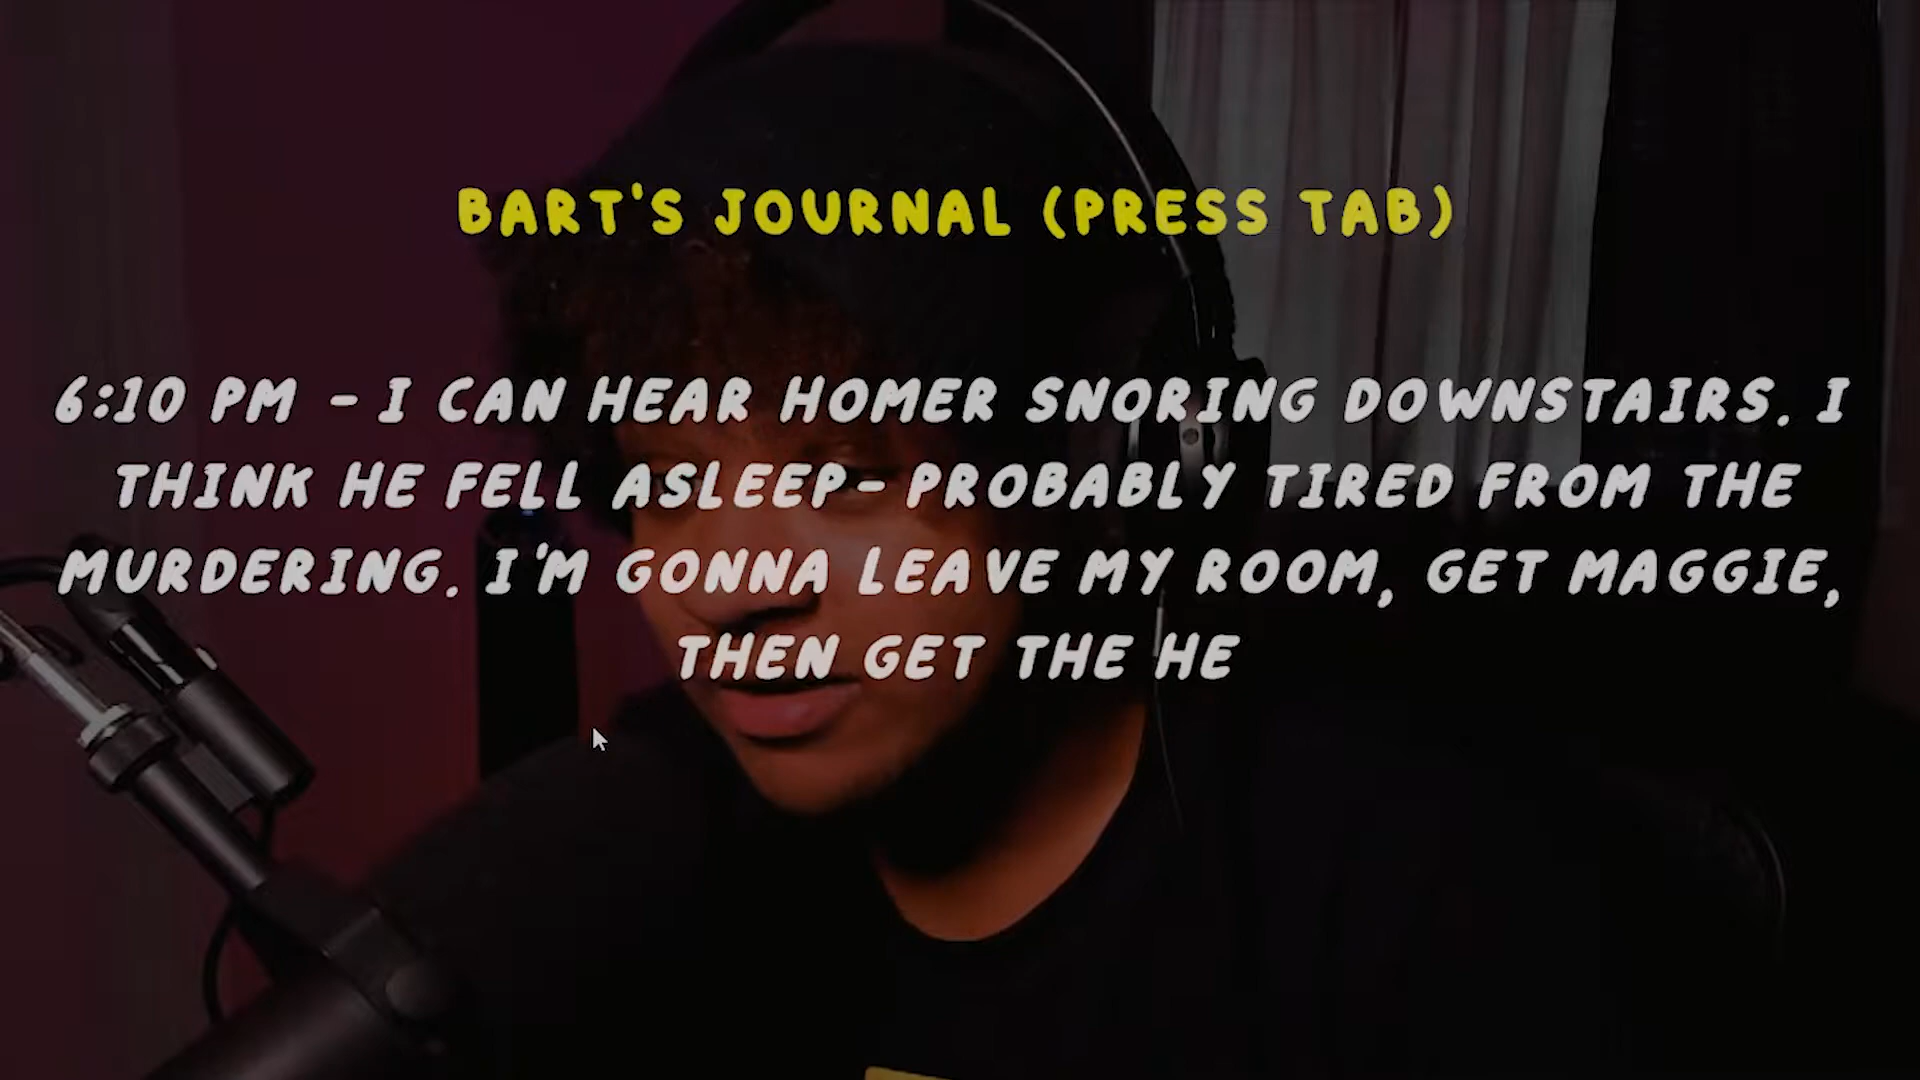 BART'S JOURNAL (PRESS TAB)
6:10 PM - I CAN HEAR HOMER SNORING DOWNSTAIRS. I
THINK HE FELL ASLEEP- PROBABLY TIRED FROM THE
MURDERING. I'M GONNA LEAVE MY ROOM, GET MAGGIE,
THEN GET THE HE